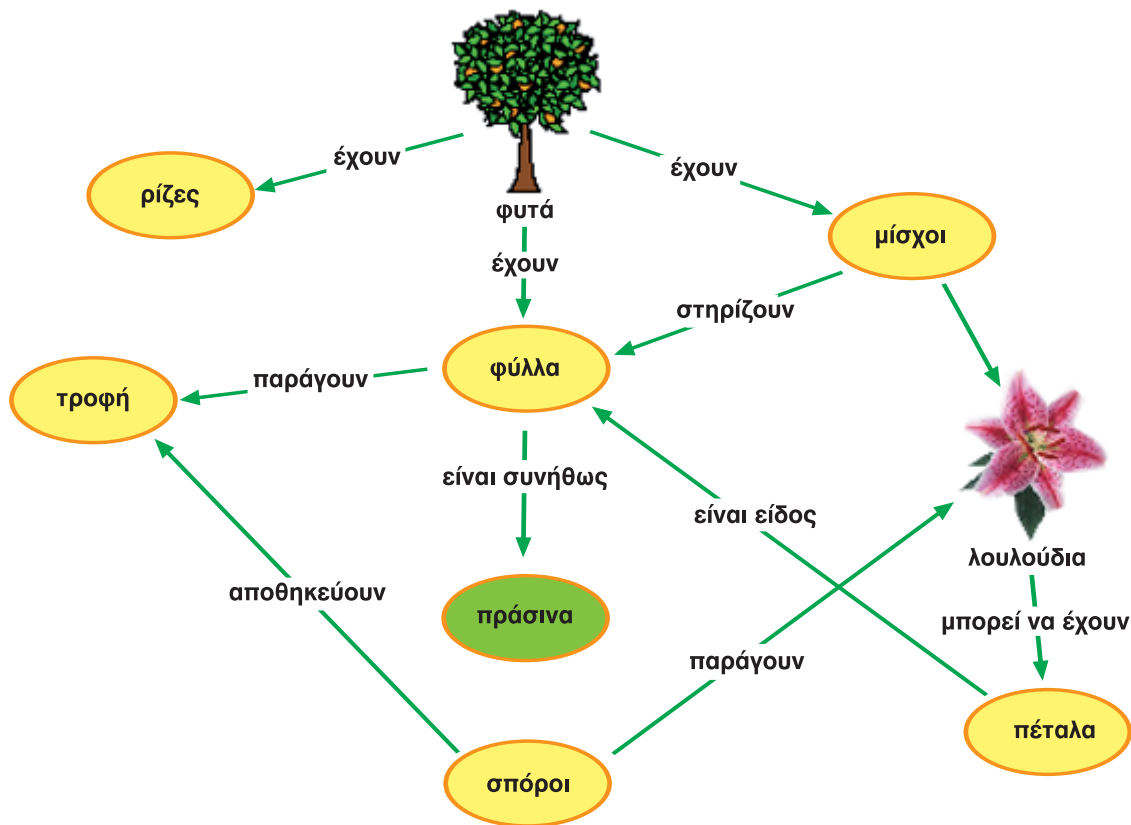 έχουν
έχουν
ρίζες
φυτά
μίσχοι
έχουν
στηρίζουν
φύλλα
παράγουν
τροφή
είναι συνήθως
είναι είδος
λουλούδια
αποθηκεύουν
πράσινα
μπορεί να έχουν
παράγουν
πέταλα
σπόροι